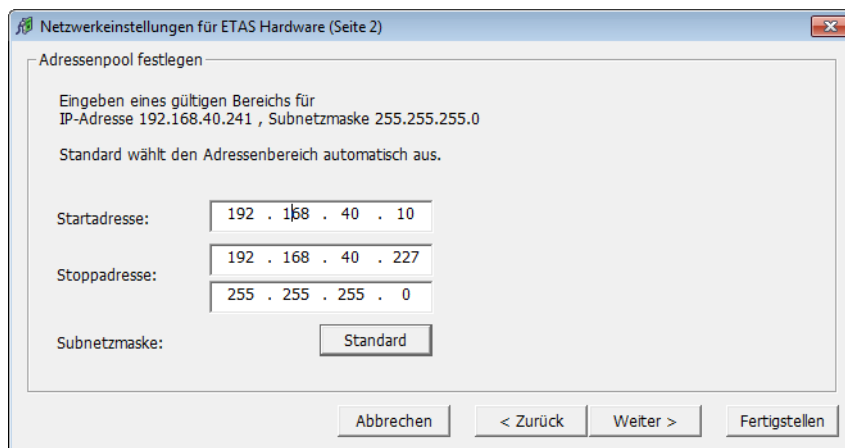 Netzwerkeinstellungen für ETAS Hardware (Seite 2)
Adressenpool festlegen
Eingeben eines gültigen Bereichs für
IP-Adresse 192.168.40.241 , Subnetzmaske 255.255.255.0
Standard wählt den Adressenbereich automatisch aus.
Startadresse: 192 . 168 . 40 . 10
192 . 168 . 40 . 227
Stoppadresse:
255 . 255 . 255 . 0
Subnetzmaske: Standard
Abbrechen < Zurück Weiter > Fertigstellen